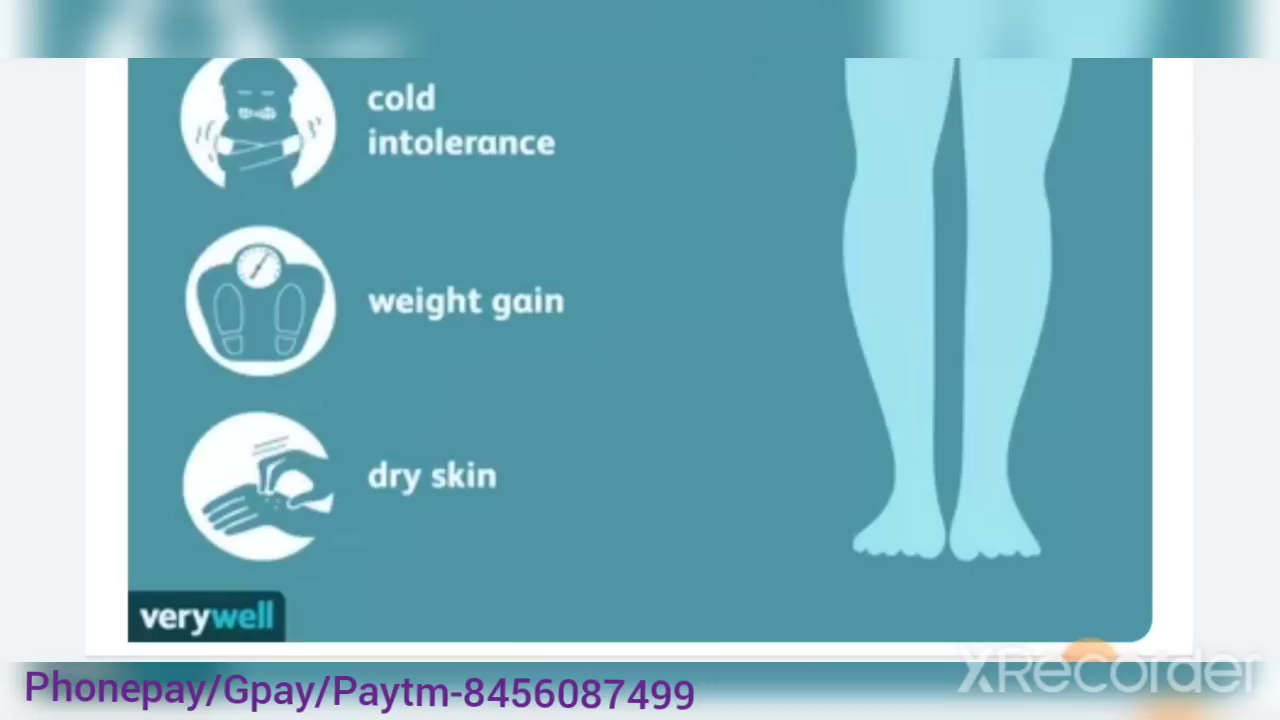 cold
intolerance
weight gain
dry skin
verywell
XRecorder
Phonepay/Gpay/Paytm-8456087499